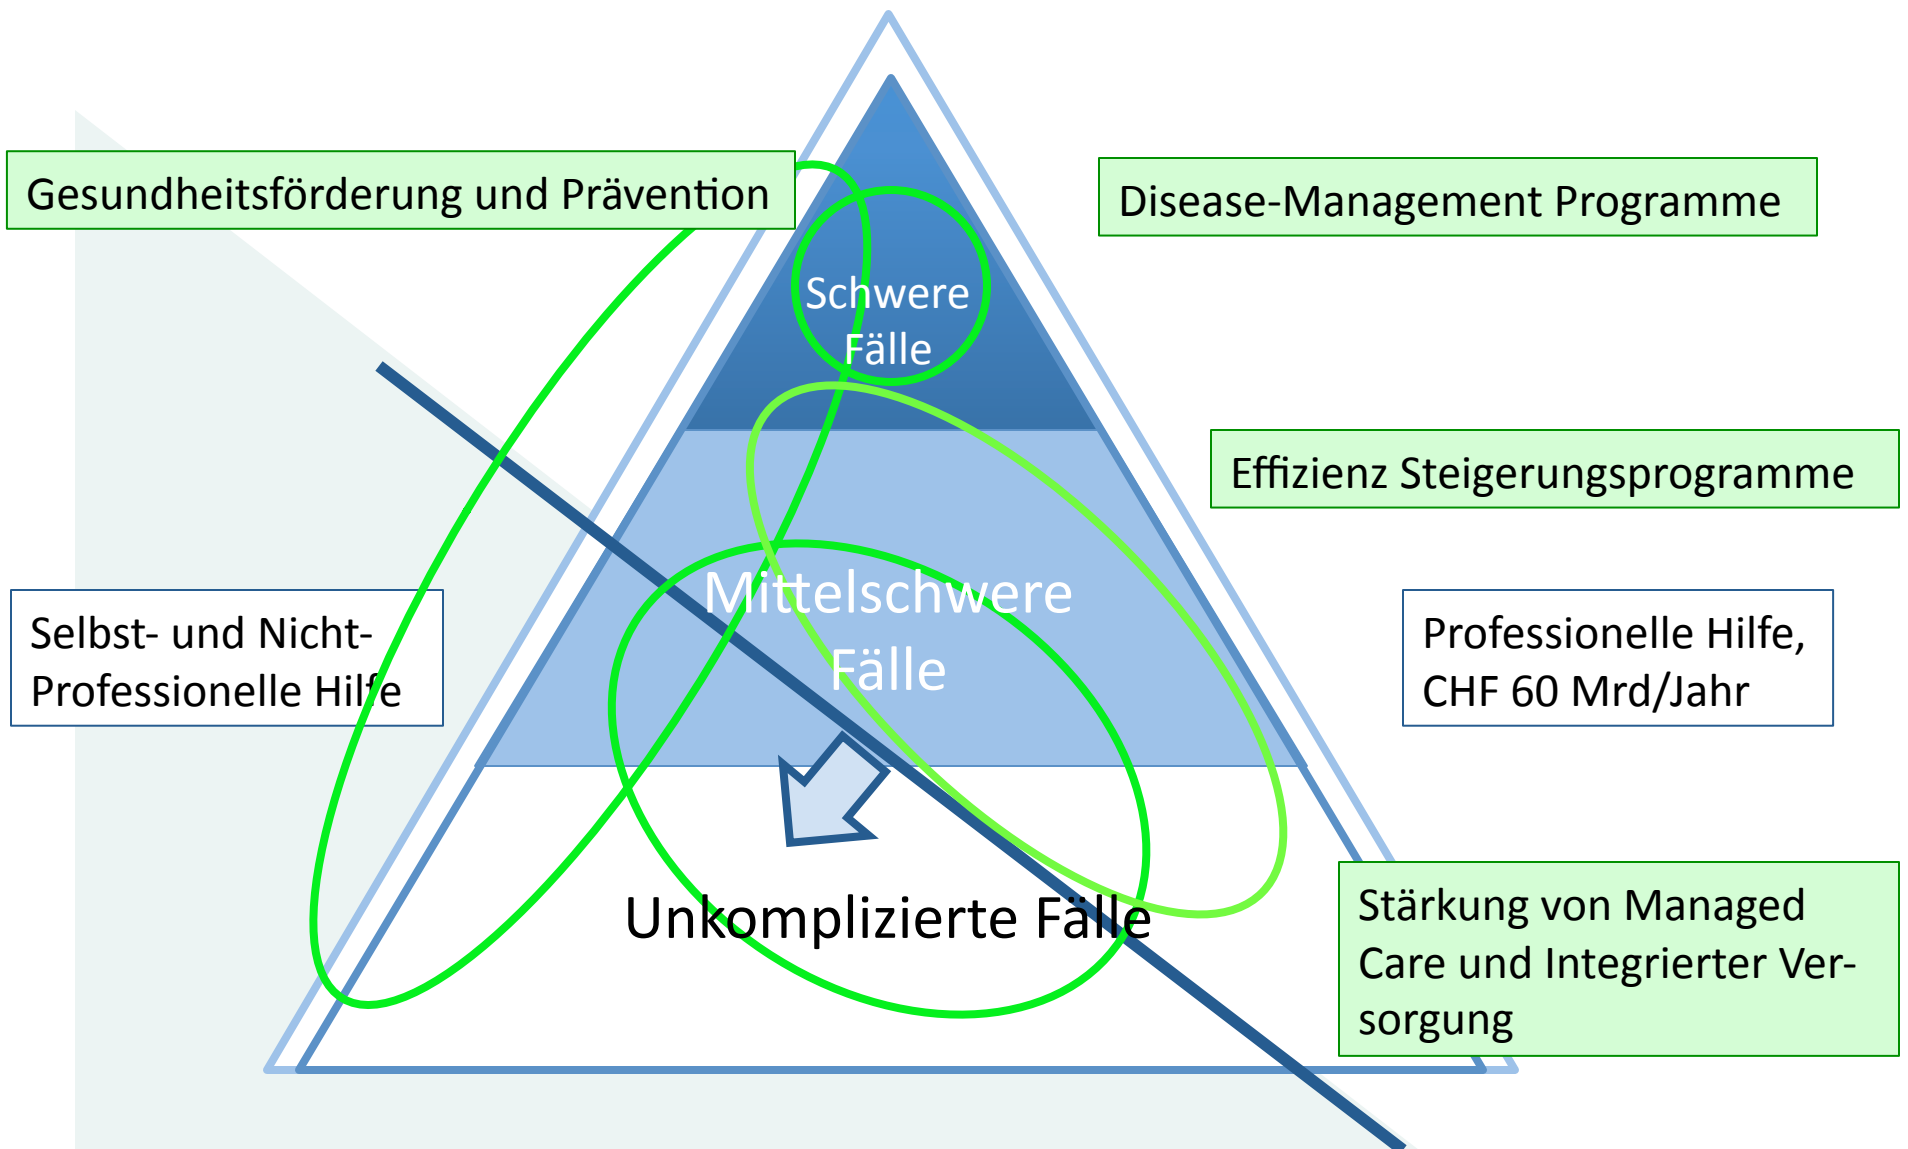 Gesundheitsförderung und Prävention
Disease-Management Programme
Schwere
Fälle
Effizienz Steigerungsprogramme
Mittelschwere
Fälle
Selbst- und Nicht-
Professionelle Hilfe
Professionelle Hilfe,
CHF 60 Mrd/Jahr
Unkomplizierte Fälle
Stärkung von Managed
Care und Integrierter Ver-
sorgung